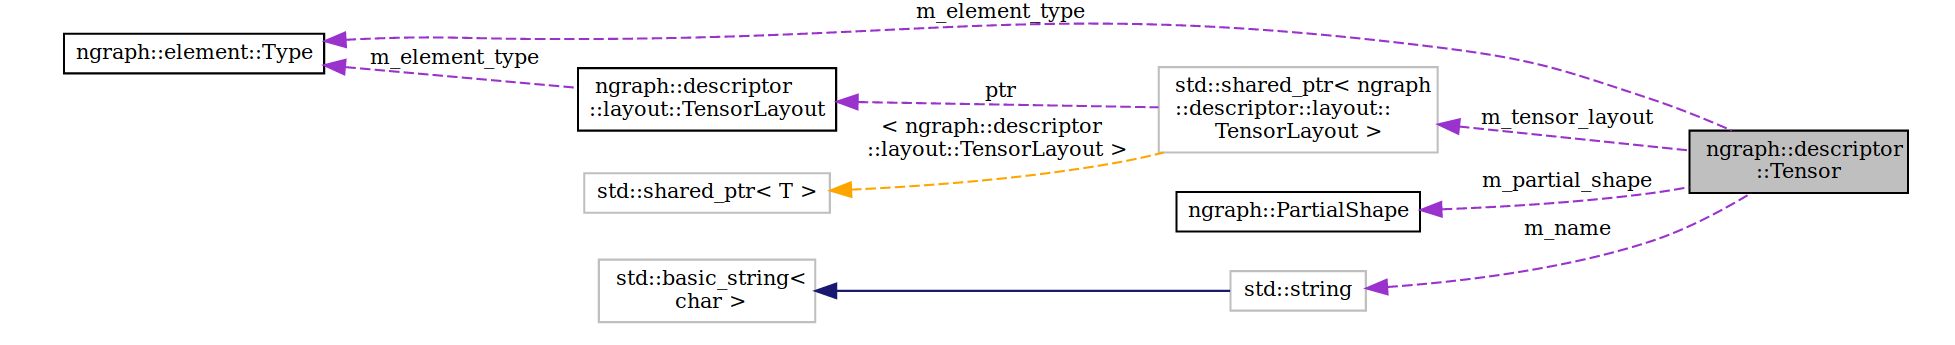 m_element_type
ngraph::element::Type
m_element_type
ngraph::descriptor
::layout::TensorLayout
ptr
< ngraph::descriptor
::layout::TensorLayout >
std::shared_ptr< ngraph
::descriptor::layout::
TensorLayout >
m_tensor_layout
ngraph::descriptor
::Tensor
std::shared_ptr< T >
ngraph::PartialShape
m_partial_shape
m_name
std::basic_string<
char >
std::string